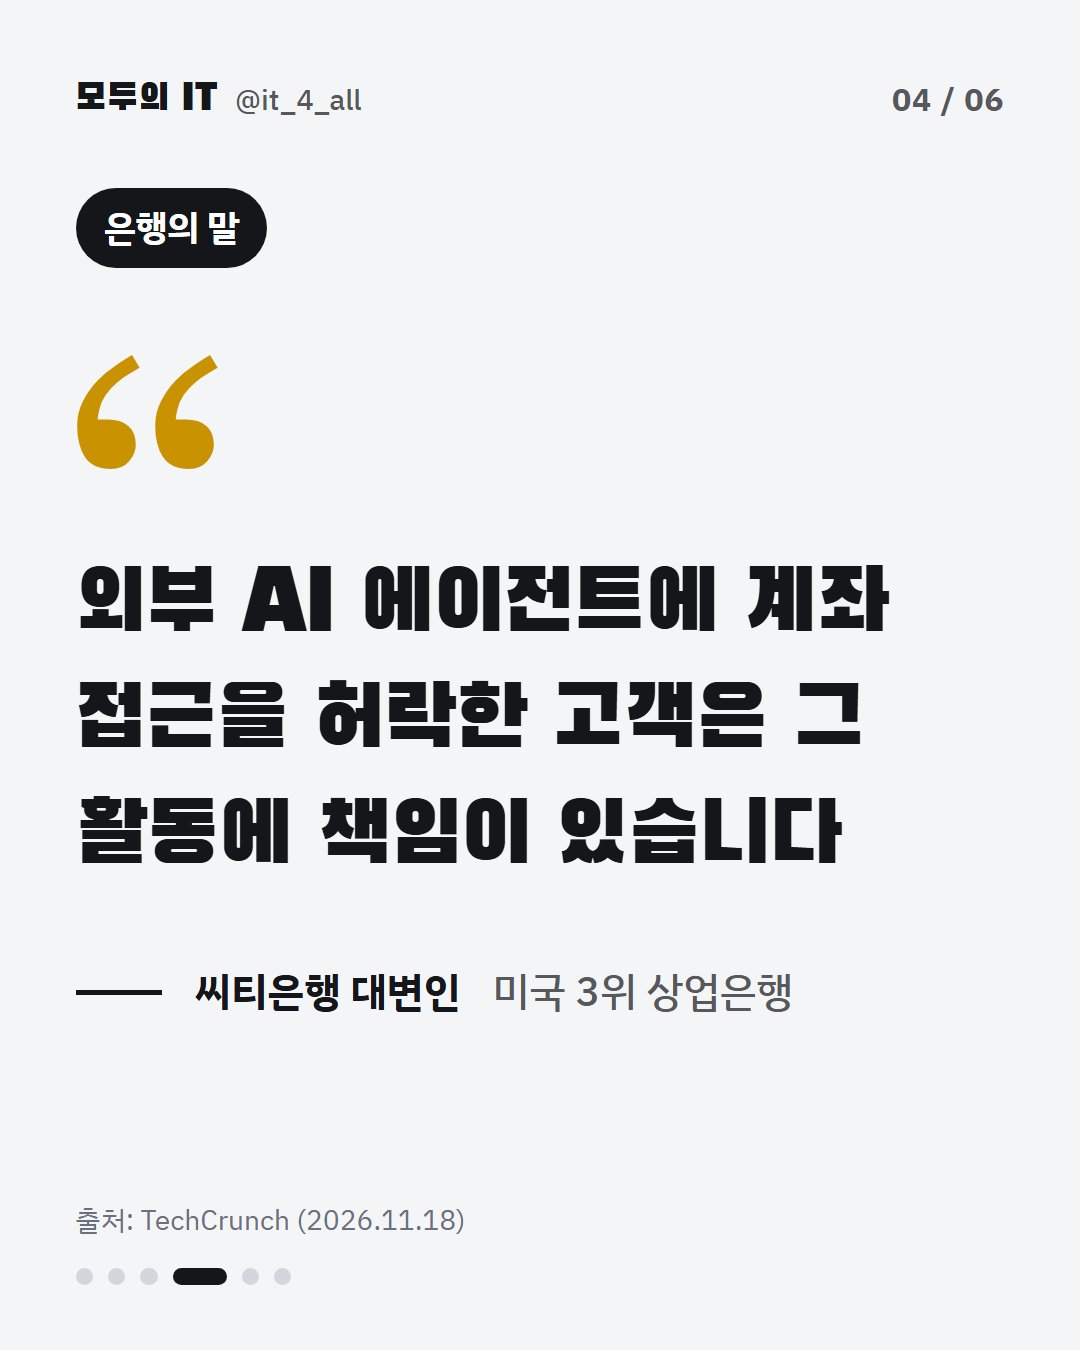 모두의 IT @it_4_all 04 / 06
은행의 말
“
외부 AI 에이전트에 계좌
접근을 허락한 고객은 그
활동에 책임이 있습니다
씨티은행 대변인 미국 3위 상업은행
출처: TechCrunch (2026.11.18)